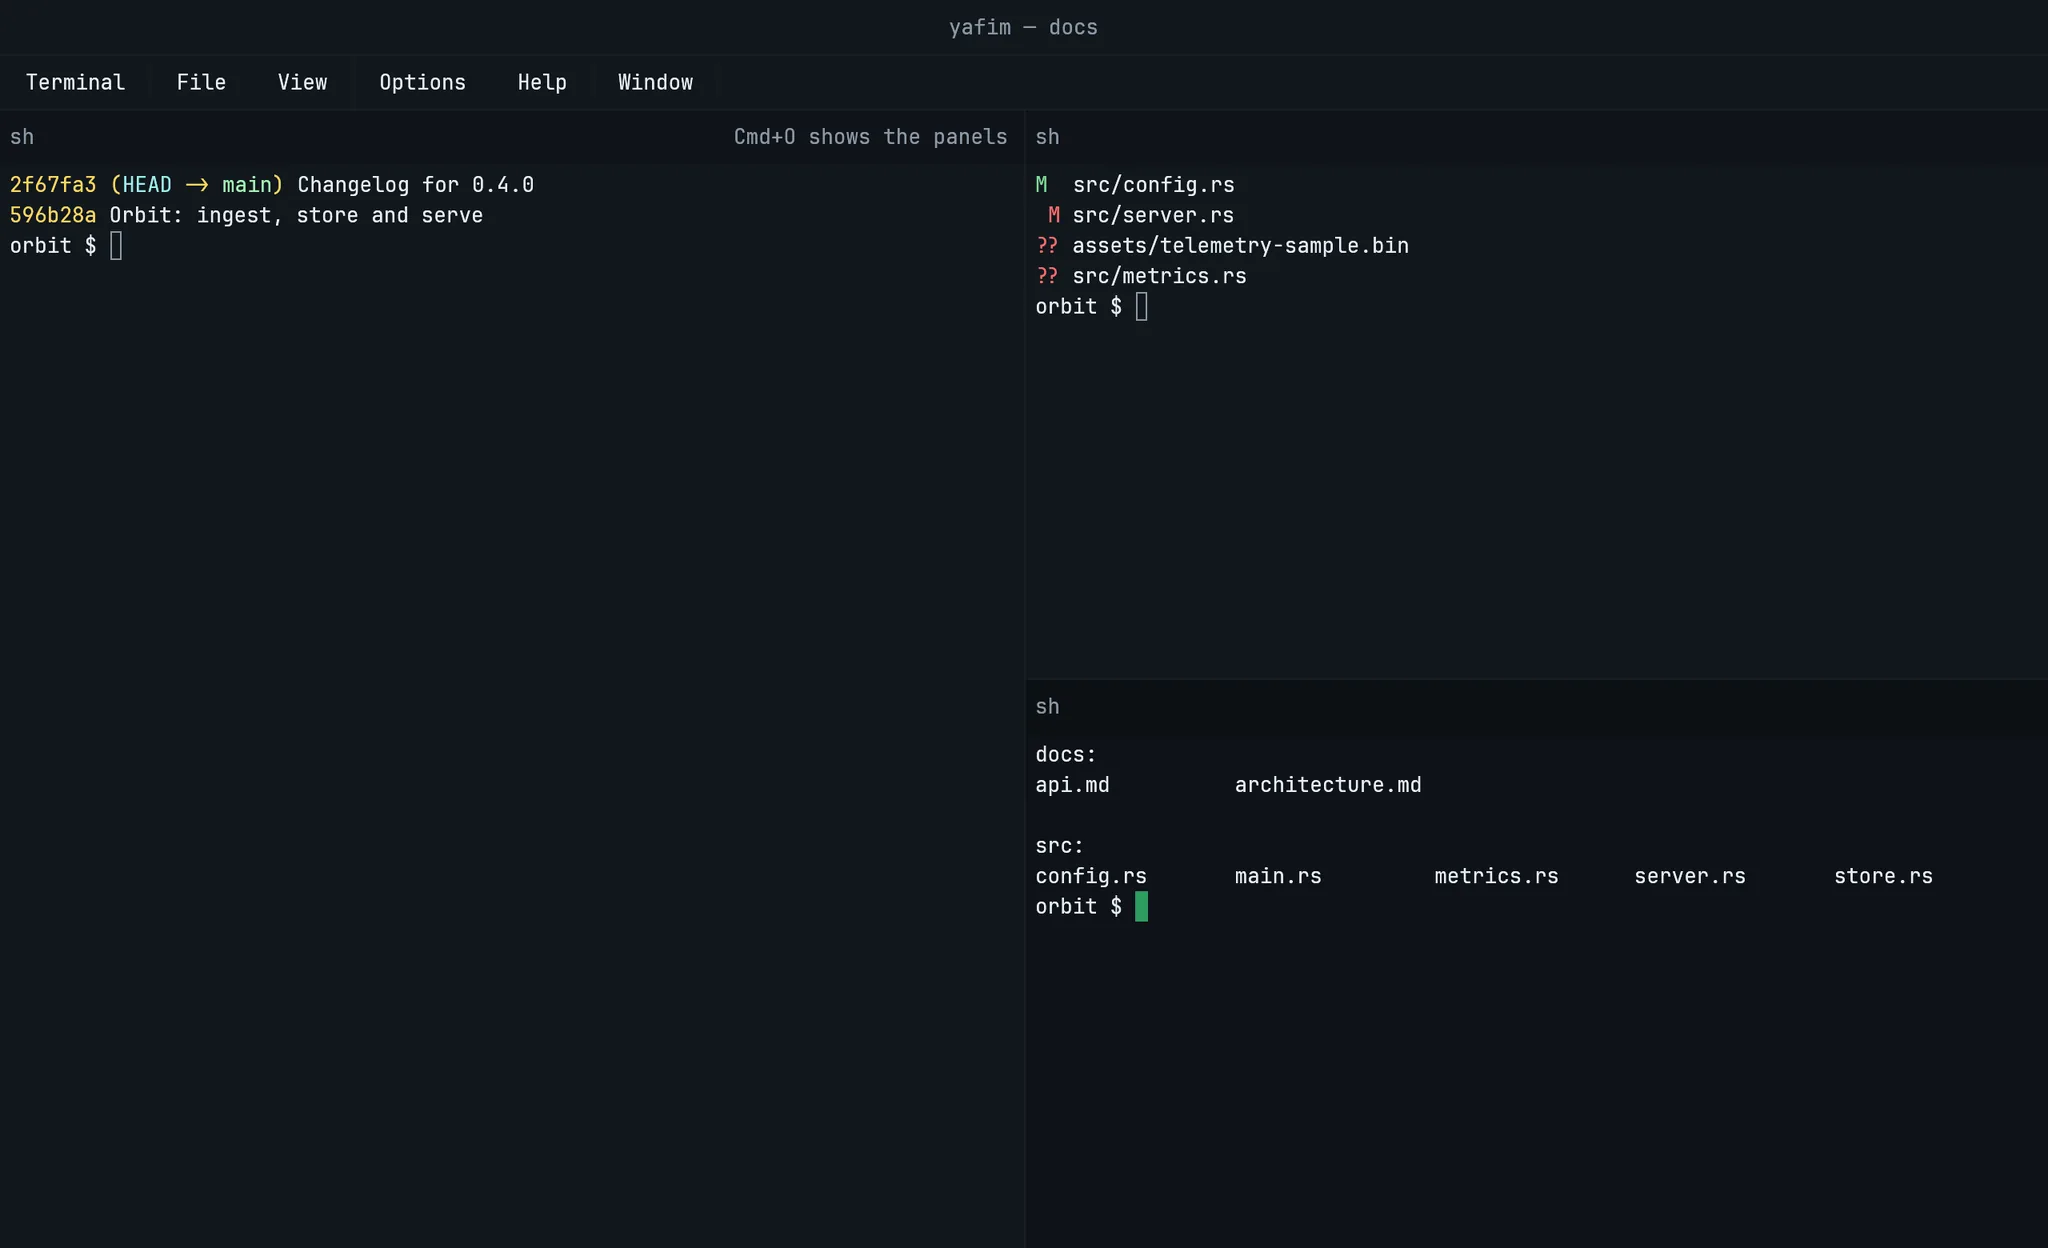 yafim — docs
Terminal File View Options Help Window
sh Cmd+O shows the panels
2f67fa3 (HEAD -> main) Changelog for 0.4.0
596b28a Orbit: ingest, store and serve
orbit $
sh
M src/config.rs
M src/server.rs
?? assets/telemetry-sample.bin
?? src/metrics.rs
orbit $
sh
docs:
api.md architecture.md
src:
config.rs main.rs metrics.rs server.rs store.rs
orbit $